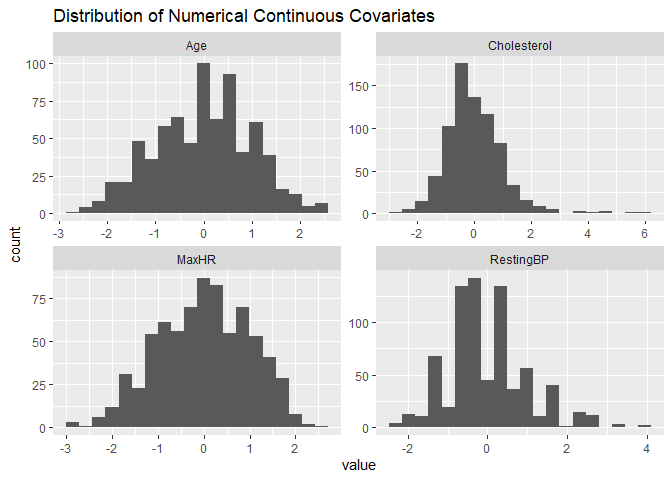 Distribution of Numerical Continuous Covariates
Age
Cholesterol
100
75
50
25
0
-3 -2 -1 0 1 2
150
100
50
0
-2 0 2 4 6
MaxHR
RestingBP
75
50
25
0
-3 -2 -1 0 1 2
100
50
0
-2 0 2 4
count
value